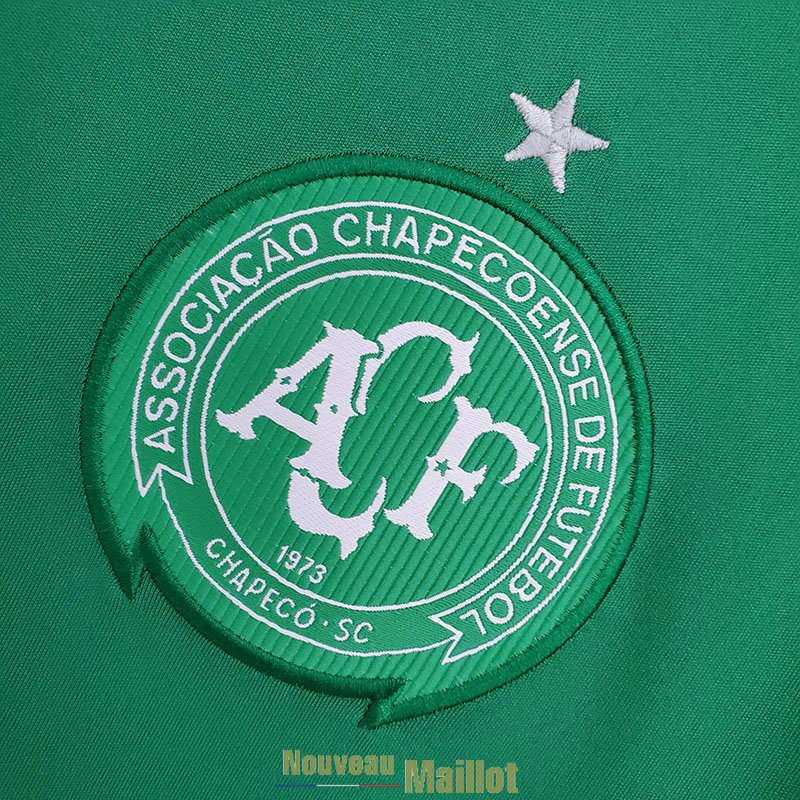 ASSOCIAÇÃO CHAPECOENSE DE FUTEBOL
ACF
1973
CHAPECÓ · SC
Nouveau Maillot